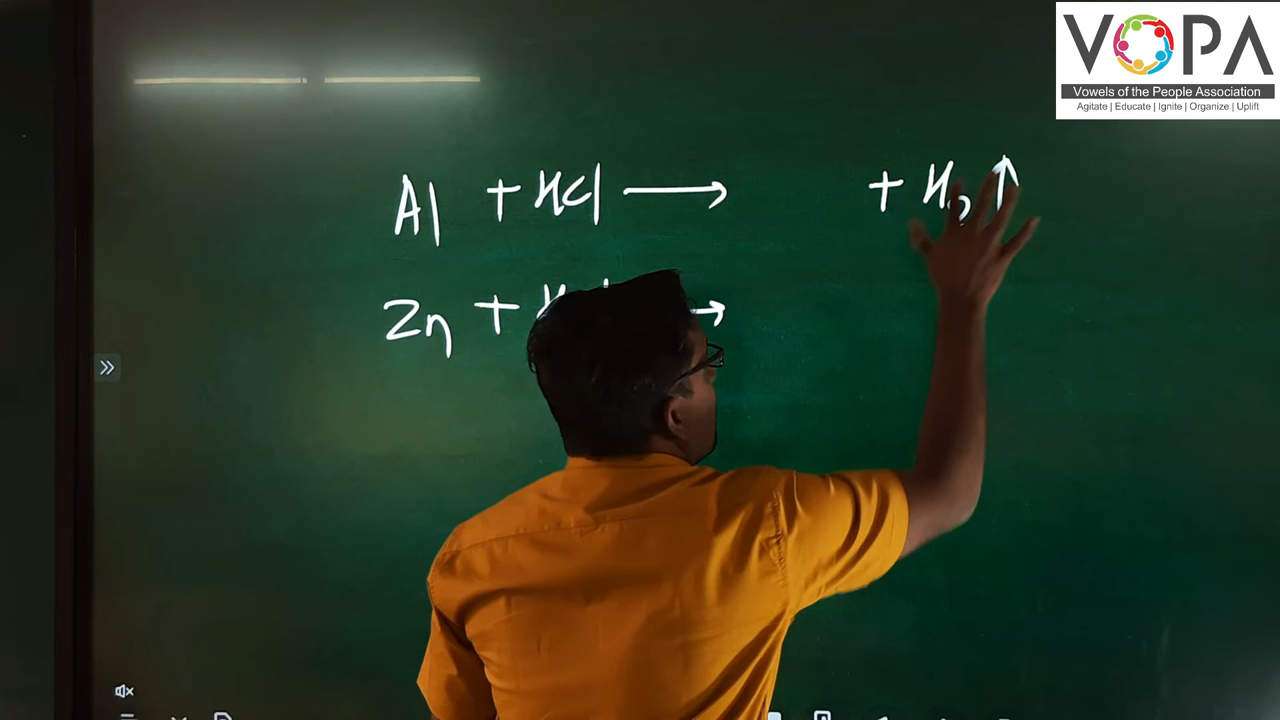 VOPA
Vowels of the People Association
Agitate | Educate | Ignite | Organize | Uplift
Al + HCl ⟶ + H₂ ↑
Zn + →